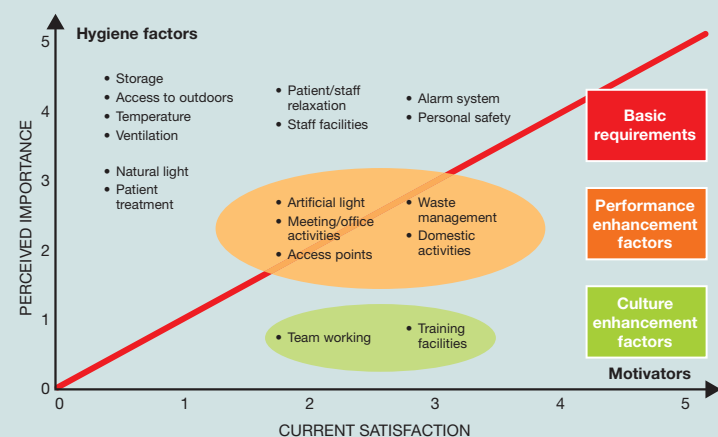 Hygiene factors
5
4
3
2
1
0
PERCEIVED IMPORTANCE
• Storage
• Access to outdoors
• Temperature
• Ventilation
• Natural light
• Patient
treatment
• Patient/staff
relaxation
• Staff facilities
• Alarm system
• Personal safety
• Artificial light
• Meeting/office
activities
• Access points
• Waste
management
• Domestic
activities
• Team working
• Training
facilities
Basic
requirements
Performance
enhancement
factors
Culture
enhancement
factors
Motivators
0 1 2 3 4 5
CURRENT SATISFACTION